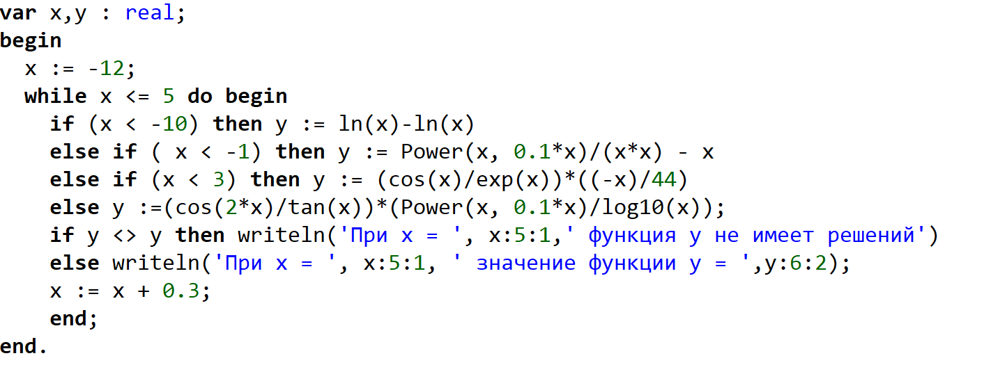 var x,y : real;
begin
  x := -12;
  while x <= 5 do begin
    if (x < -10) then y := ln(x)-ln(x)
    else if ( x < -1) then y := Power(x, 0.1*x)/(x*x) - x
    else if (x < 3) then y := (cos(x)/exp(x))*((-x)/44)
    else y :=(cos(2*x)/tan(x))*(Power(x, 0.1*x)/log10(x));
    if y <> y then writeln('При x = ', x:5:1,' функция y не имеет решений')
    else writeln('При x = ', x:5:1, ' значение функции y = ',y:6:2);
    x := x + 0.3;
    end;
end.